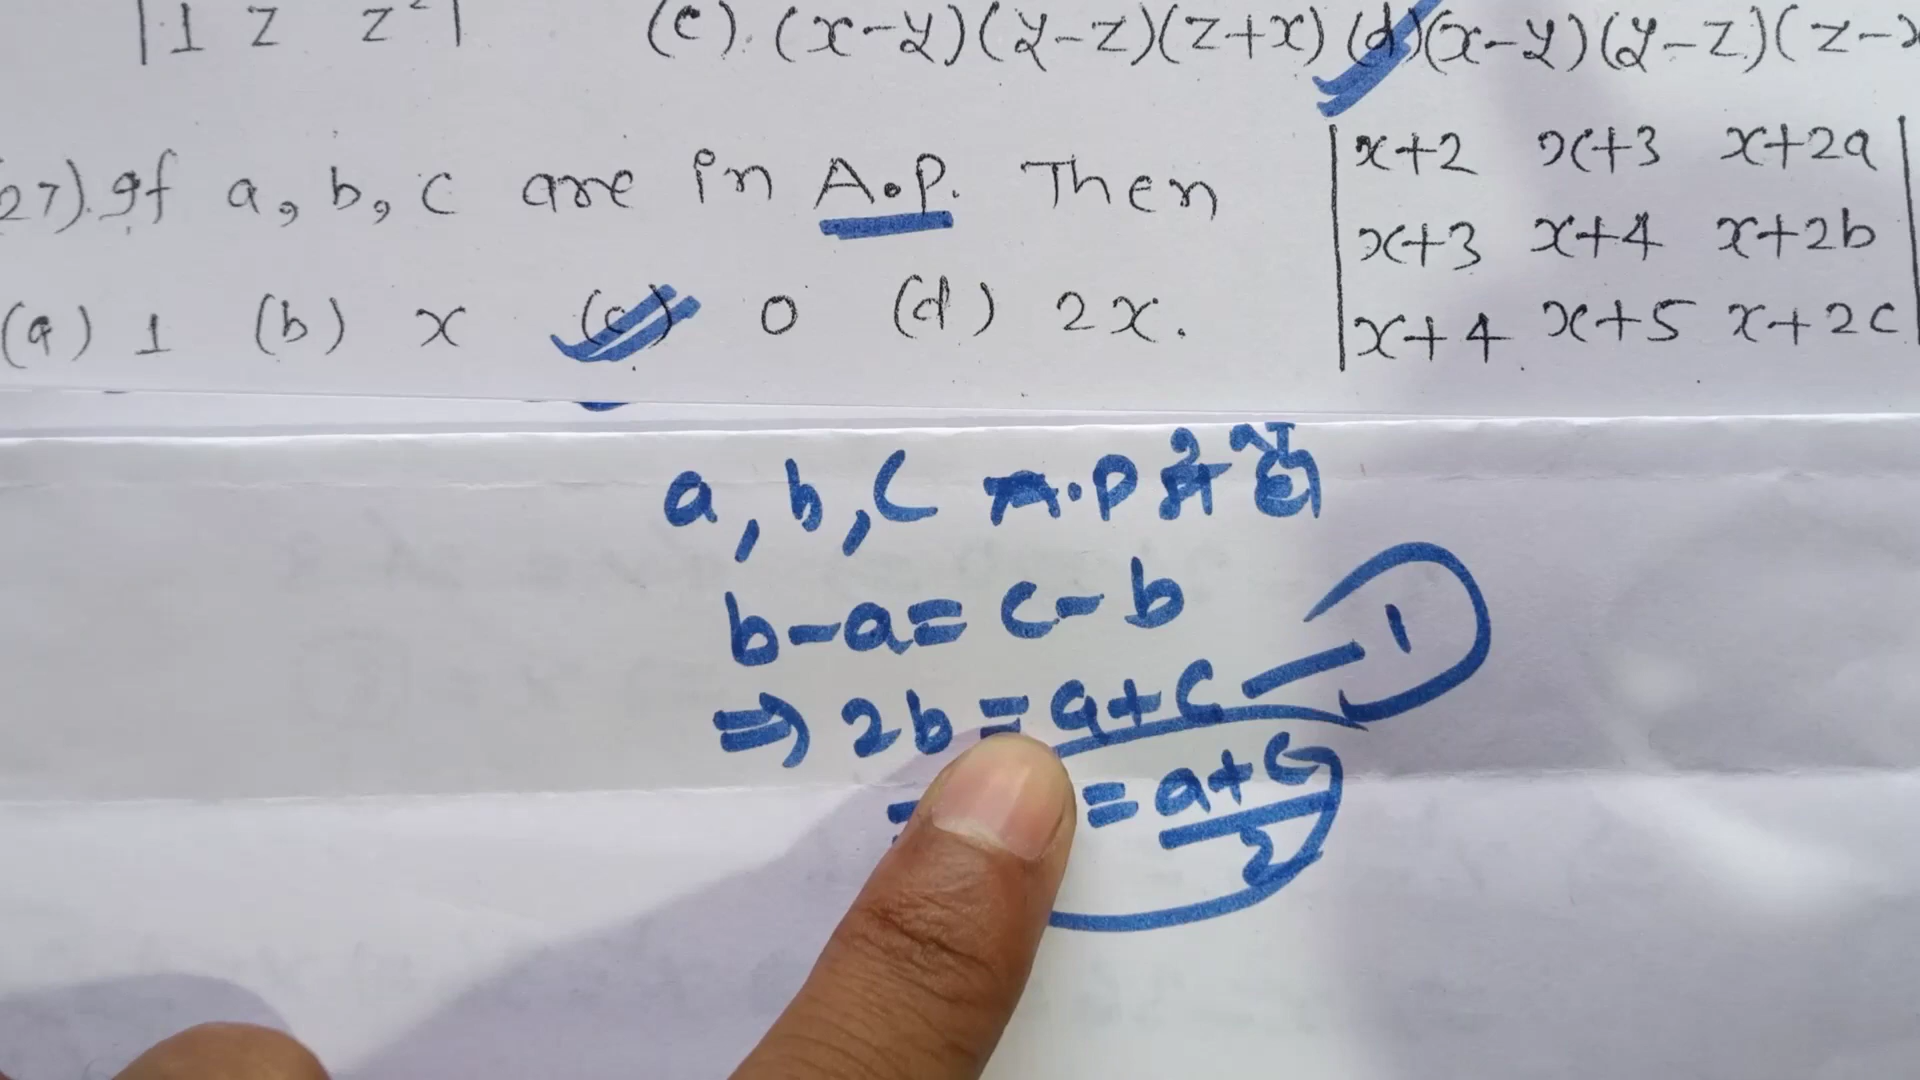 |1 z z²| (c). (x-y)(y-z)(z+x) (d) (x-y)(y-z)(z-x
27). If a, b, c are in A.P. Then
|x+2 x+3 x+2a|
|x+3 x+4 x+2b|
|x+4 x+5 x+2c|
(a) 1 (b) x (c) 0 (d) 2x.
a, b, c A.P में है
b-a = c-b
⇒ 2b = a+c — 1
= a+c/2